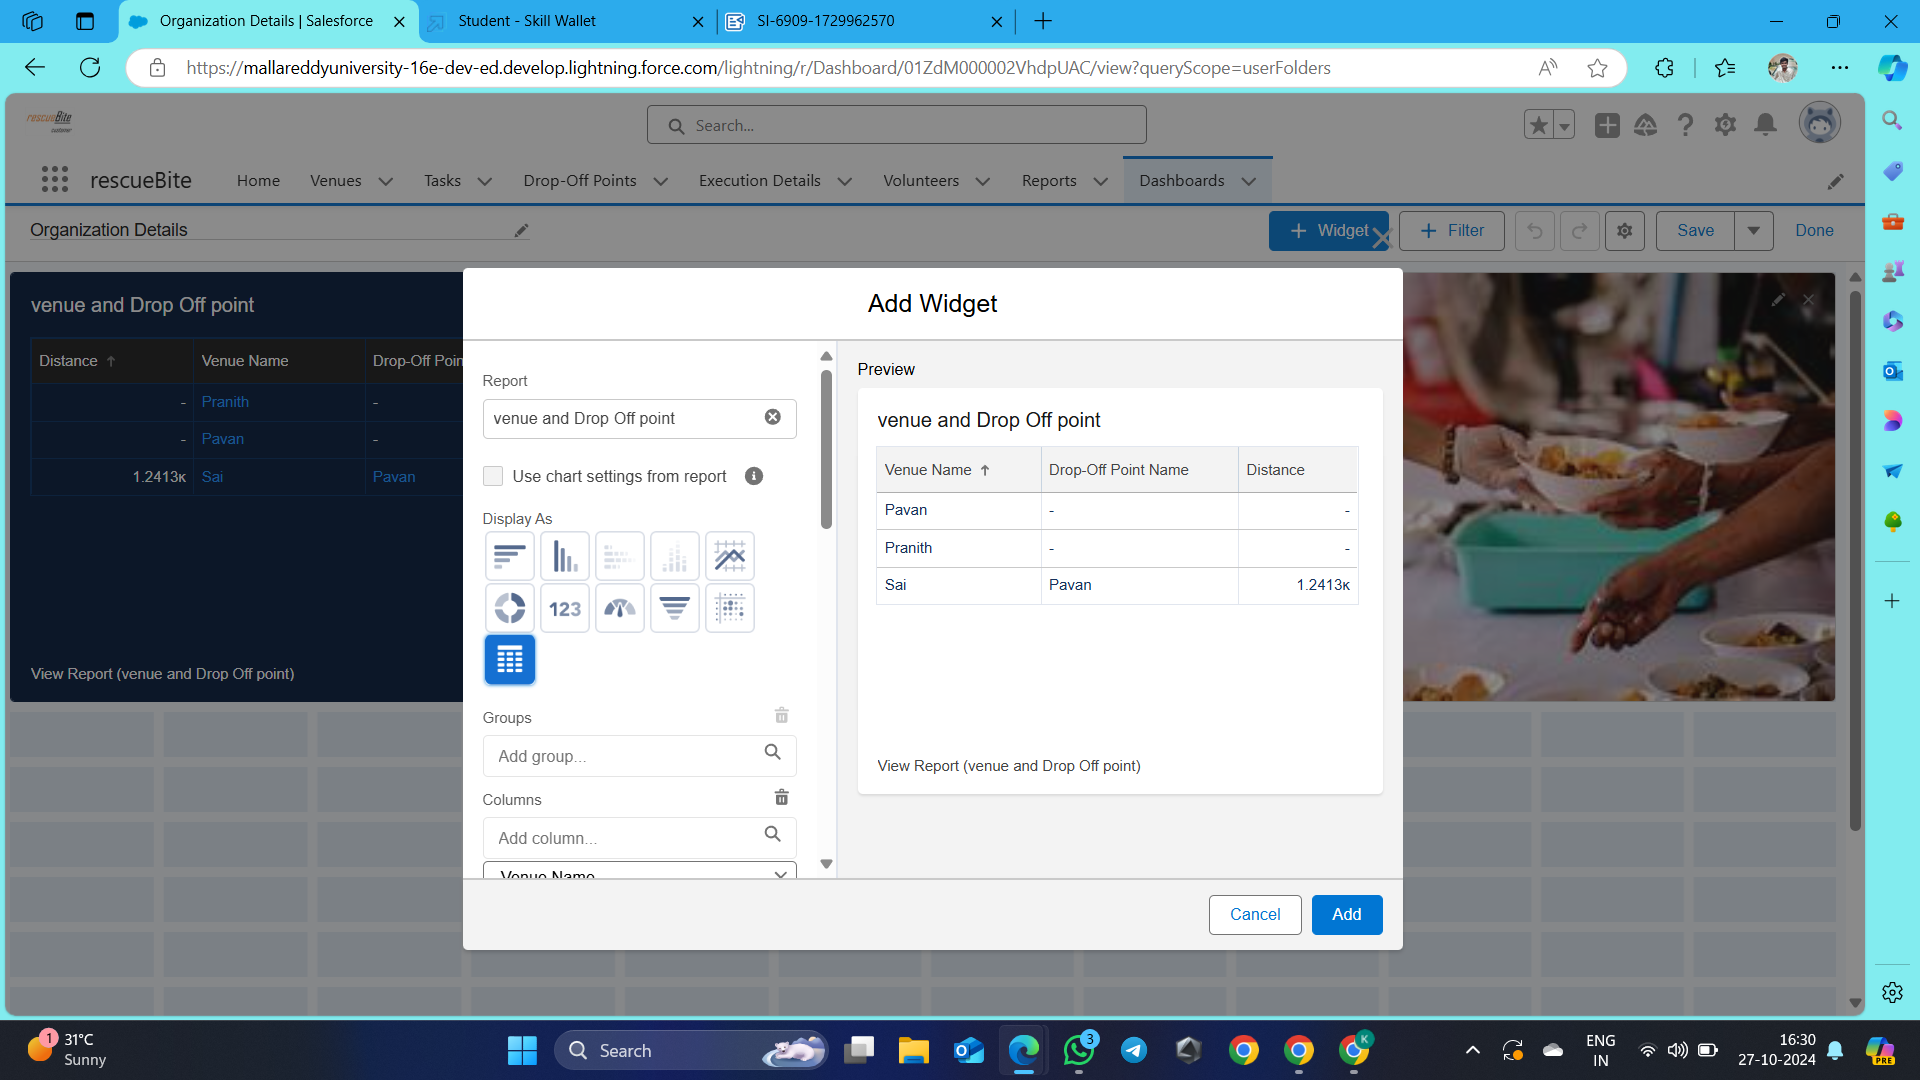 Organization Details | Salesforce
Student - Skill Wallet
SI-6909-1729962570
https://mallareddyuniversity-16e-dev-ed.develop.lightning.force.com/lightning/r/Dashboard/01ZdM000002VhdpUAC/view?queryScope=userFolders
rescueBite
customer
Search...
rescueBite
Home
Venues
Tasks
Drop-Off Points
Execution Details
Volunteers
Reports
Dashboards
Organization Details
+ Widget
+ Filter
Save
Done
venue and Drop Off point
Distance ↑ Venue Name Drop-Off Poin
- Pranith -
- Pavan -
1.2413K Sai Pavan
View Report (venue and Drop Off point)
Add Widget
Report
venue and Drop Off point
Use chart settings from report
Display As
123
Groups
Add group...
Columns
Add column...
Venue Name
Preview
venue and Drop Off point
Venue Name ↑ Drop-Off Point Name Distance
Pavan - -
Pranith - -
Sai Pavan 1.2413K
View Report (venue and Drop Off point)
Cancel
Add
1
31°C
Sunny
Search
3
K
ENG
IN
16:30
27-10-2024
PRE